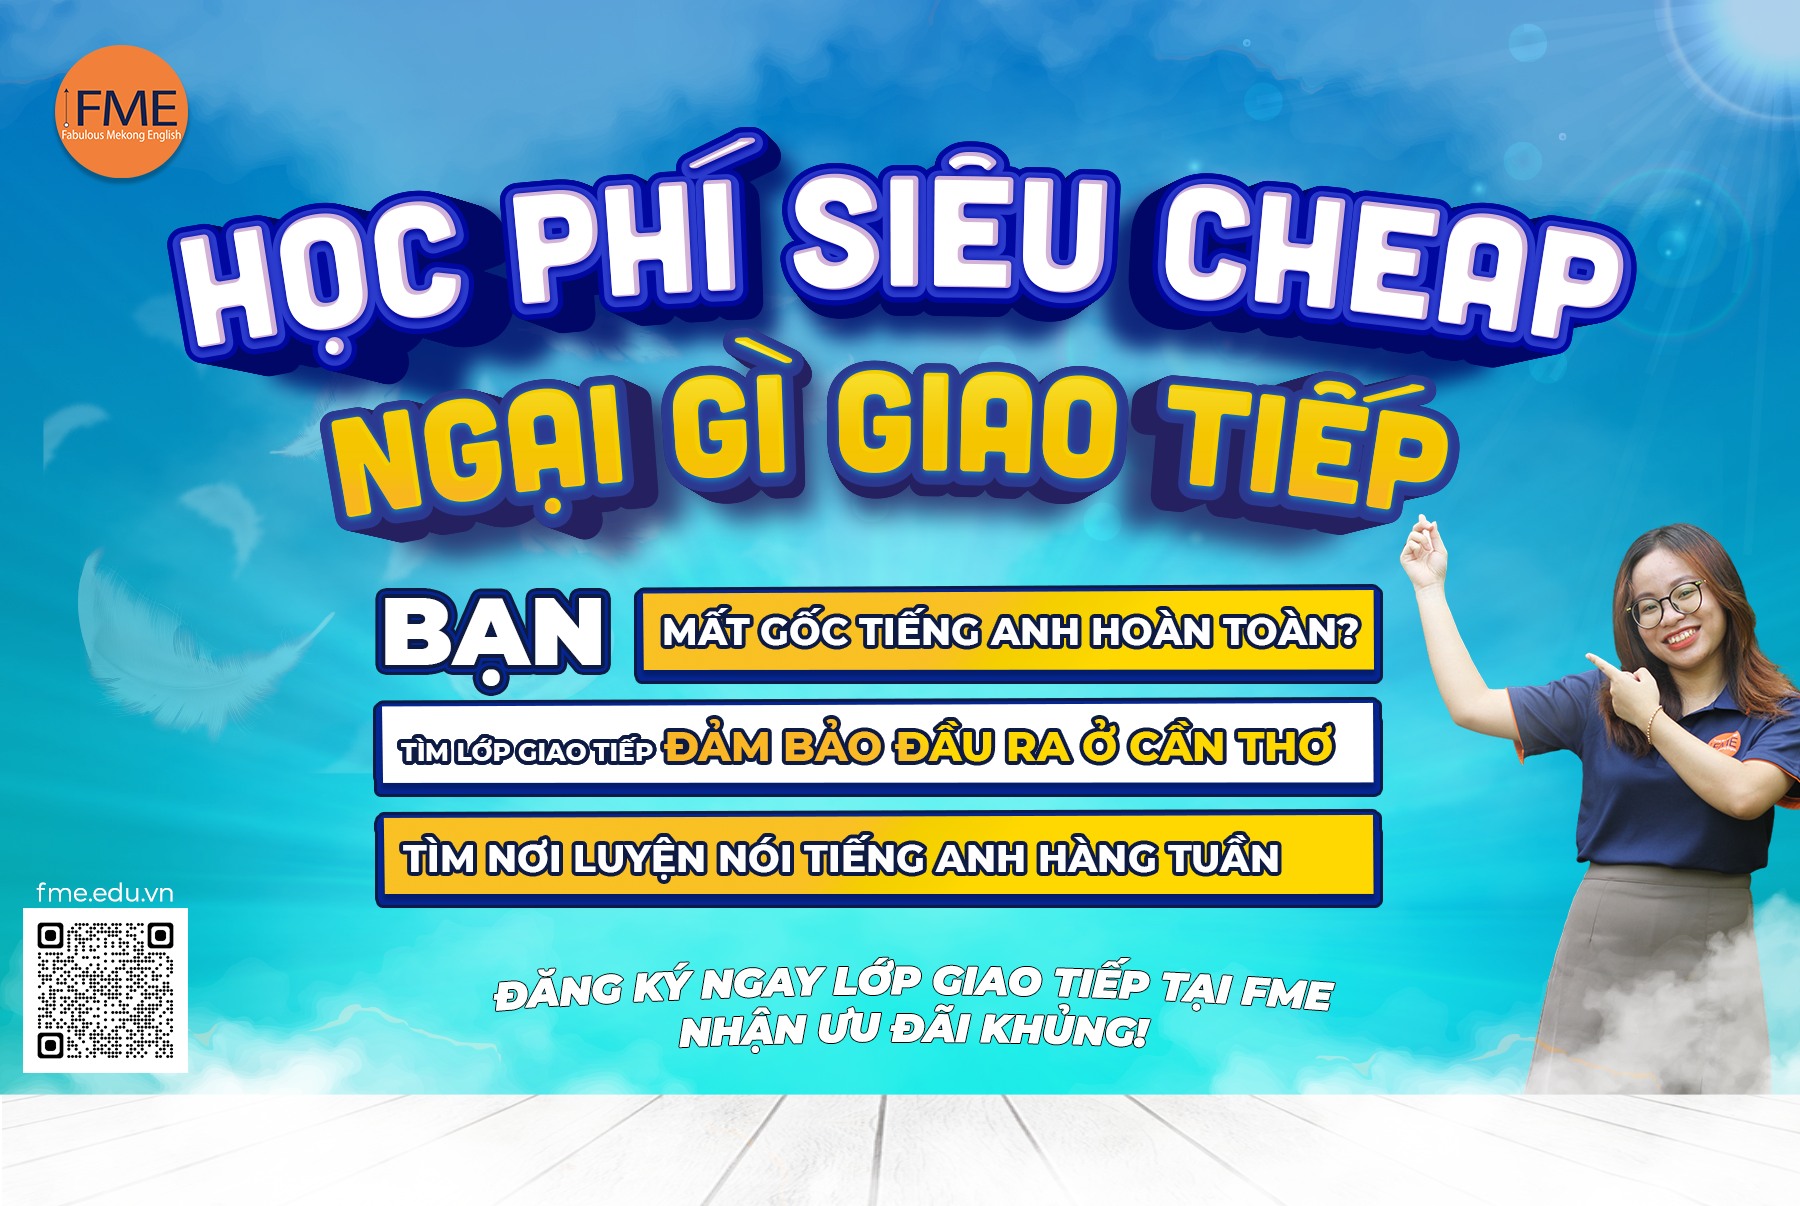 FME
Fabulous Mekong English
HỌC PHÍ SIÊU CHEAP
NGẠI GÌ GIAO TIẾP
BẠN MẤT GỐC TIẾNG ANH HOÀN TOÀN?
TÌM LỚP GIAO TIẾP ĐẢM BẢO ĐẦU RA Ở CẦN THƠ
TÌM NƠI LUYỆN NÓI TIẾNG ANH HÀNG TUẦN
FME
fme.edu.vn
ĐĂNG KÝ NGAY LỚP GIAO TIẾP TẠI FME
NHẬN ƯU ĐÃI KHỦNG!